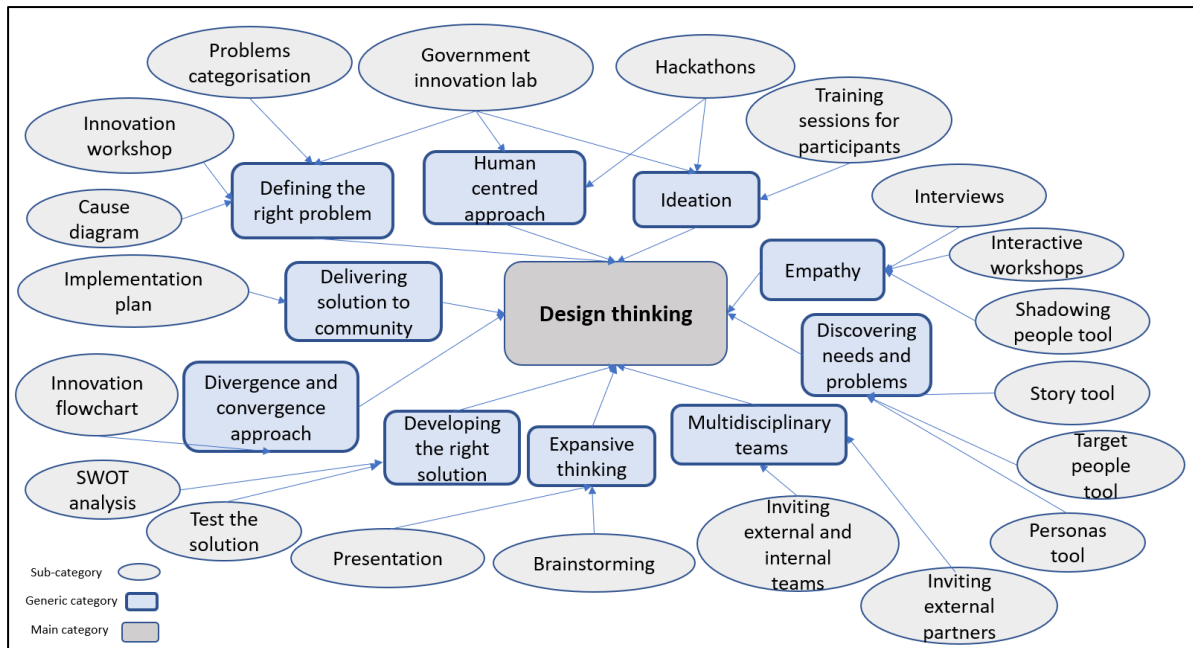 Problems
categorisation
Government
innovation lab
Hackathons
Training
sessions for
participants
Innovation
workshop
Defining the
right problem
Human
centred
approach
Ideation
Interviews
Cause
diagram
Interactive
workshops
Empathy
Implementation
plan
Delivering
solution to
community
Design thinking
Shadowing
people tool
Discovering
needs and
problems
Innovation
flowchart
Divergence and
convergence
approach
Story tool
Developing
the right
solution
Expansive
thinking
Multidisciplinary
teams
Target
people tool
SWOT
analysis
Test the
solution
Presentation
Brainstorming
Inviting
external and
internal
teams
Personas
tool
Inviting
external
partners
Sub-category
Generic category
Main category